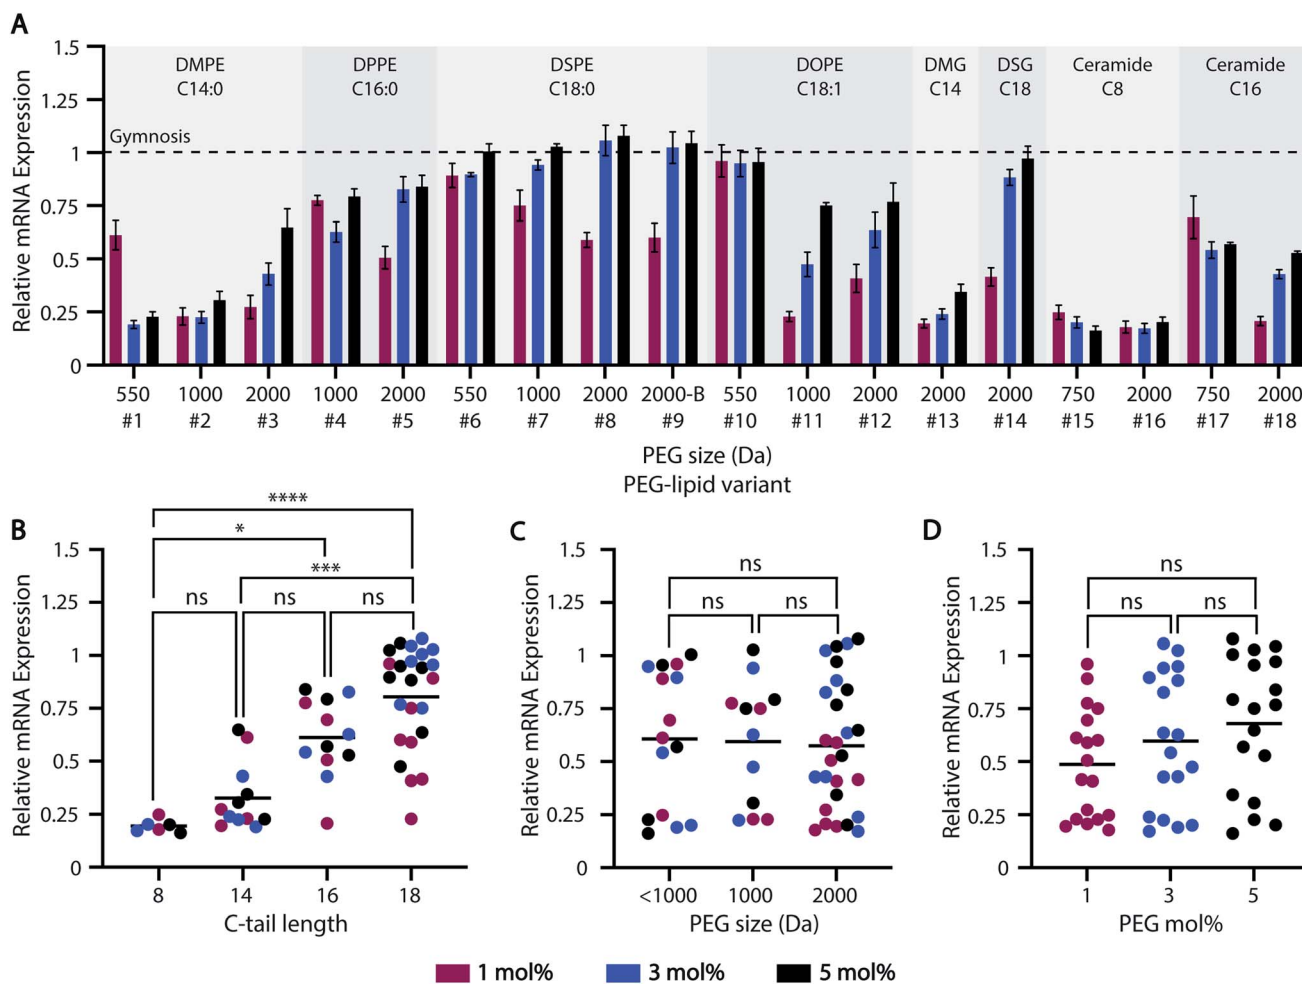 A
Relative mRNA Expression
1.5
1.25
1
0.75
0.5
0.25
0
Gymnosis
DMPE DPPE DSPE DOPE DMG DSG Ceramide Ceramide
C14:0 C16:0 C18:0 C18:1 C14 C18 C8 C16
550 1000 2000 1000 2000 550 1000 2000 2000-B 550 1000 2000 2000 2000 750 2000 750 2000
#1 #2 #3 #4 #5 #6 #7 #8 #9 #10 #11 #12 #13 #14 #15 #16 #17 #18
PEG size (Da)
PEG-lipid variant
B
Relative mRNA Expression
1.5
1.25
1
0.75
0.5
0.25
0
****
*
***
ns ns ns
8 14 16 18
C-tail length
C
Relative mRNA Expression
1.5
1.25
1
0.75
0.5
0.25
0
ns
ns ns
<1000 1000 2000
PEG size (Da)
D
Relative mRNA Expression
1.5
1.25
1
0.75
0.5
0.25
0
ns
ns ns
1 3 5
PEG mol%
1 mol% 3 mol% 5 mol%